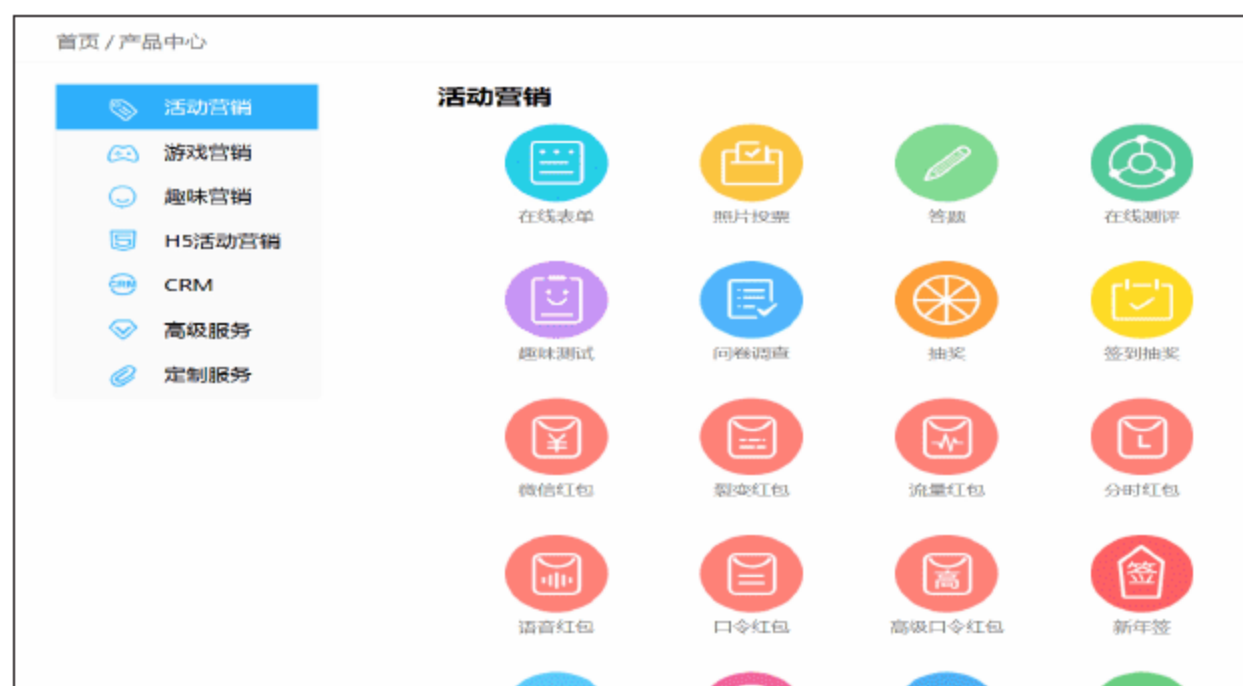 首页 / 产品中心
活动营销
游戏营销
趣味营销
H5活动营销
CRM
CRM
高级服务
定制服务
活动营销
在线表单 照片投票 答题 在线测评
趣味测试 问卷调查 抽奖 签到抽奖
¥
L
微信红包 裂变红包 流量红包 分时红包
高
签
语音红包 口令红包 高级口令红包 新年签